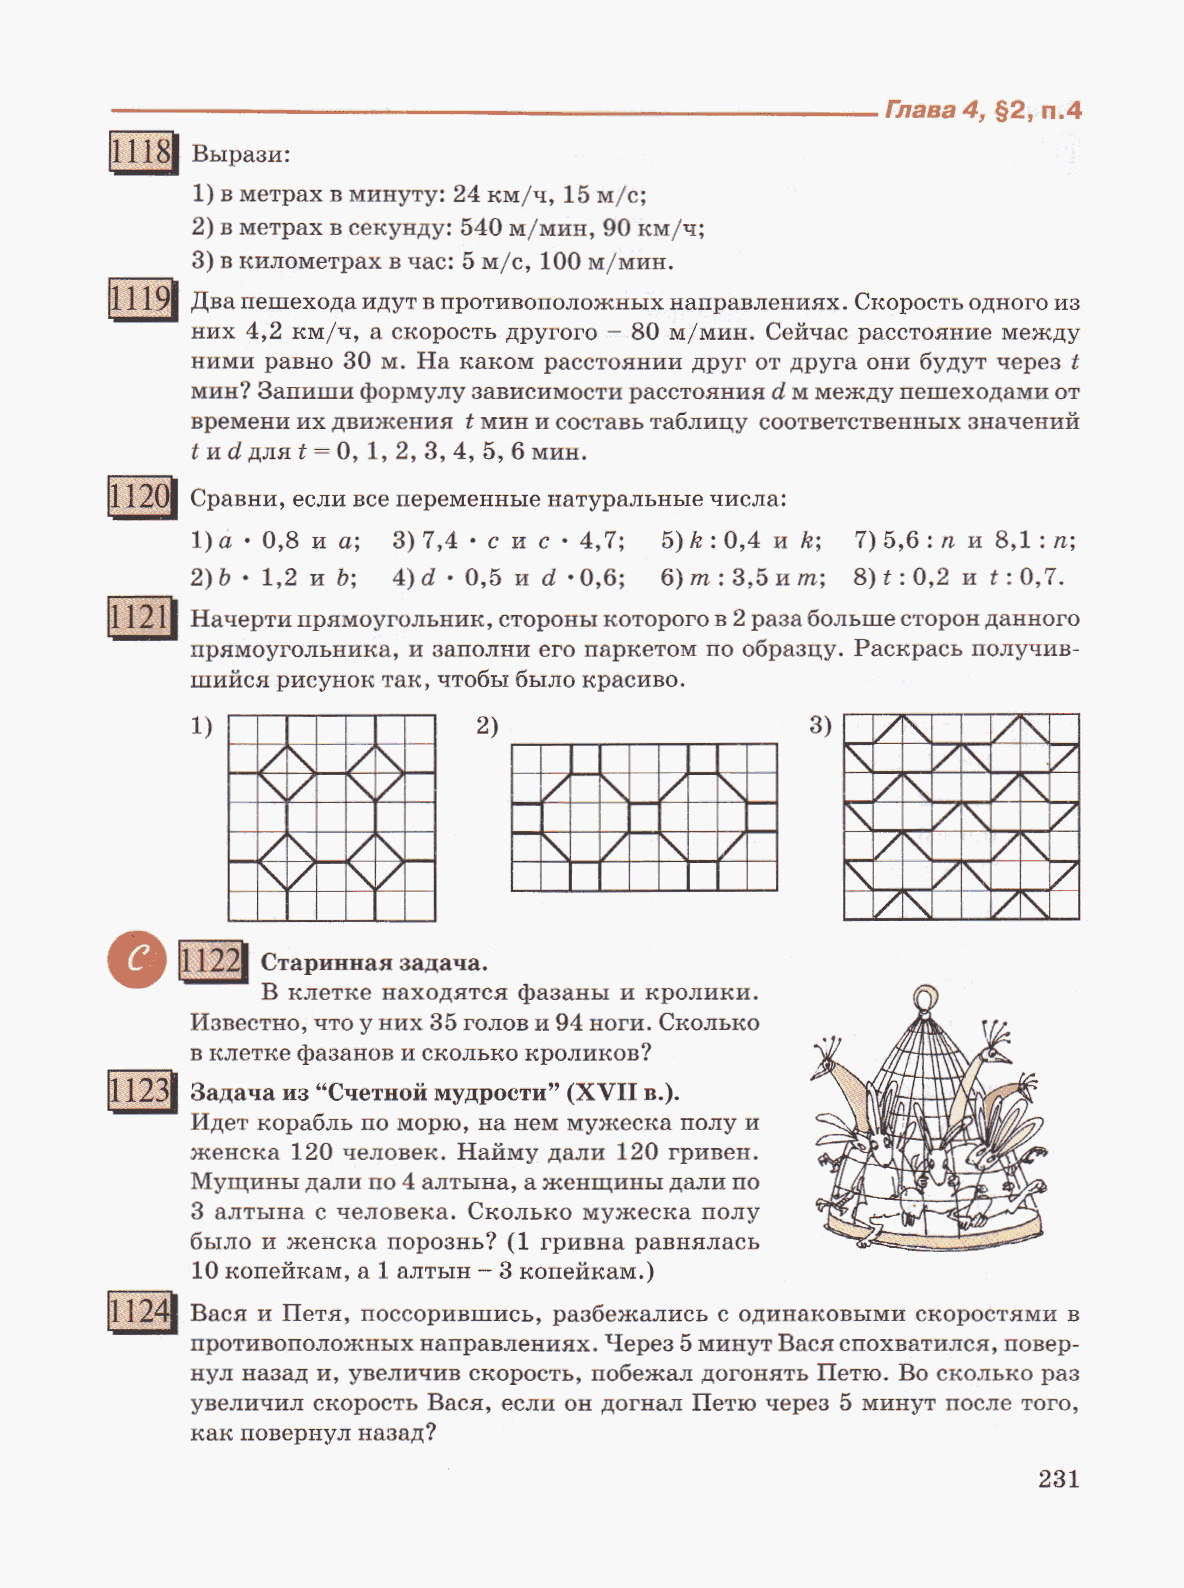 Глава 4, §2, п.4
1118 Вырази:
1) в метрах в минуту: 24 км/ч, 15 м/с;
2) в метрах в секунду: 540 м/мин, 90 км/ч;
3) в километрах в час: 5 м/с, 100 м/мин.
1119 Два пешехода идут в противоположных направлениях. Скорость одного из
них 4,2 км/ч, а скорость другого – 80 м/мин. Сейчас расстояние между
ними равно 30 м. На каком расстоянии друг от друга они будут через t
мин? Запиши формулу зависимости расстояния d м между пешеходами от
времени их движения t мин и составь таблицу соответственных значений
t и d для t = 0, 1, 2, 3, 4, 5, 6 мин.
1120 Сравни, если все переменные натуральные числа:
1) a · 0,8 и a; 3) 7,4 · c и c · 4,7; 5) k : 0,4 и k; 7) 5,6 : n и 8,1 : n;
2) b · 1,2 и b; 4) d · 0,5 и d · 0,6; 6) m : 3,5 и m; 8) t : 0,2 и t : 0,7.
1121 Начерти прямоугольник, стороны которого в 2 раза больше сторон данного
прямоугольника, и заполни его паркетом по образцу. Раскрась получив-
шийся рисунок так, чтобы было красиво.
1) 2) 3)
С 1122 Старинная задача.
В клетке находятся фазаны и кролики.
Известно, что у них 35 голов и 94 ноги. Сколько
в клетке фазанов и сколько кроликов?
1123 Задача из “Счетной мудрости” (XVII в.).
Идет корабль по морю, на нем мужеска полу и
женска 120 человек. Найму дали 120 гривен.
Мущины дали по 4 алтына, а женщины дали по
3 алтына с человека. Сколько мужеска полу
было и женска порознь? (1 гривна равнялась
10 копейкам, а 1 алтын – 3 копейкам.)
1124 Вася и Петя, поссорившись, разбежались с одинаковыми скоростями в
противоположных направлениях. Через 5 минут Вася спохватился, повер-
нул назад и, увеличив скорость, побежал догонять Петю. Во сколько раз
увеличил скорость Вася, если он догнал Петю через 5 минут после того,
как повернул назад?
231